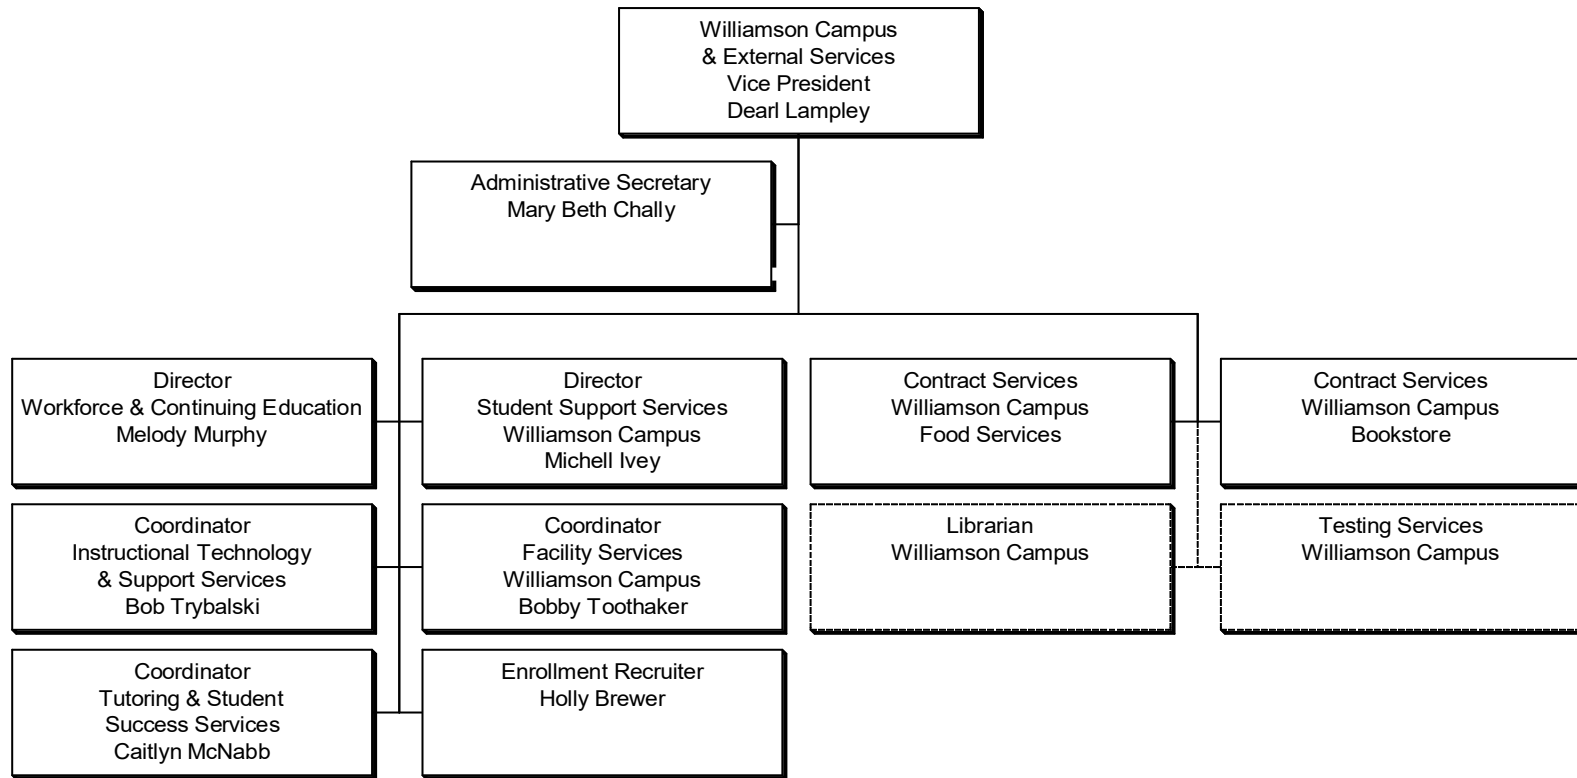 Williamson Campus
& External Services
Vice President
Dearl Lampley
Administrative Secretary
Mary Beth Chally
Director
Workforce & Continuing Education
Melody Murphy
Director
Student Support Services
Williamson Campus
Michell Ivey
Contract Services
Williamson Campus
Food Services
Contract Services
Williamson Campus
Bookstore
Coordinator
Instructional Technology
& Support Services
Bob Trybalski
Coordinator
Facility Services
Williamson Campus
Bobby Toothaker
Librarian
Williamson Campus
Testing Services
Williamson Campus
Coordinator
Tutoring & Student
Success Services
Caitlyn McNabb
Enrollment Recruiter
Holly Brewer